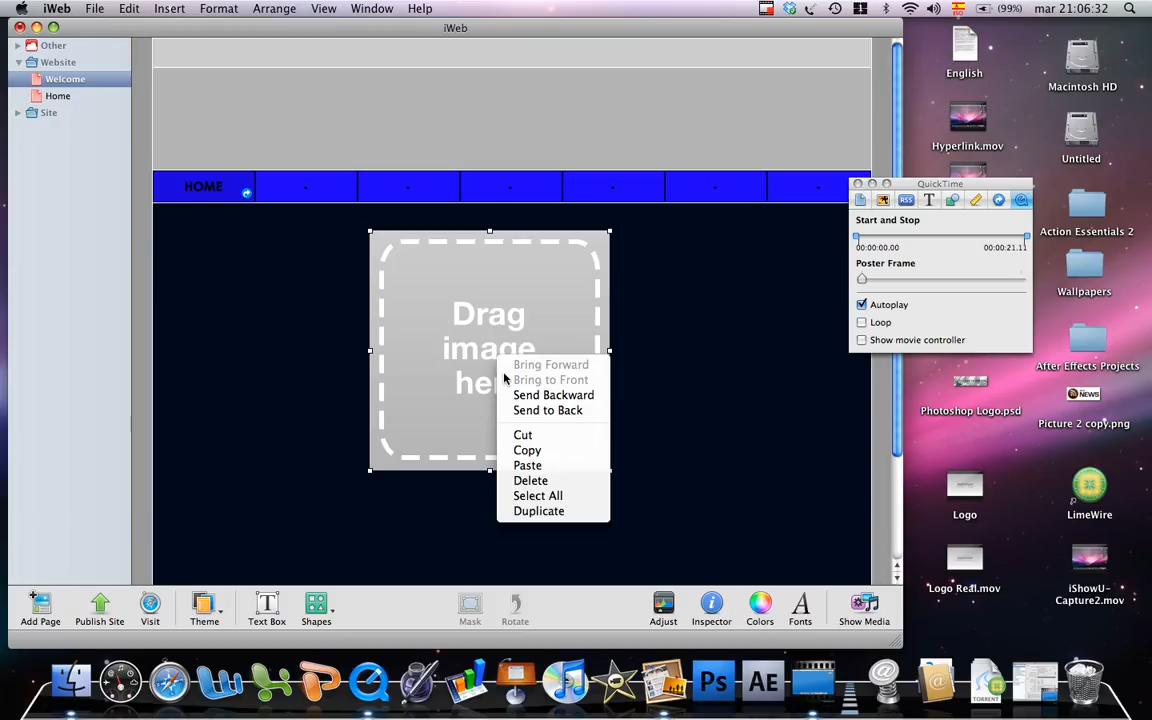 iWeb File Edit Insert Format Arrange View Window Help
(99%) mar 21:06:32
iWeb
Other
Website
Welcome
Home
Site
HOME - - - - - -
Drag
image
here
Bring Forward
Bring to Front
Send Backward
Send to Back
Cut
Copy
Paste
Delete
Select All
Duplicate
QuickTime
RSS T
Start and Stop
00:00:00.00 00:00:21.11
Poster Frame
Autoplay
Loop
Show movie controller
English
Macintosh HD
Hyperlink.mov
Untitled
Action Essentials 2
Wallpapers
After Effects Projects
Photoshop Logo.psd
NEWS
Picture 2 copy.png
Logo
LimeWire
Logo Real.mov
iShowU-
Capture2.mov
T
Add Page Publish Site Visit Theme Text Box Shapes Mask Rotate Adjust Inspector Colors Fonts Show Media
Ps AE
TORRENT